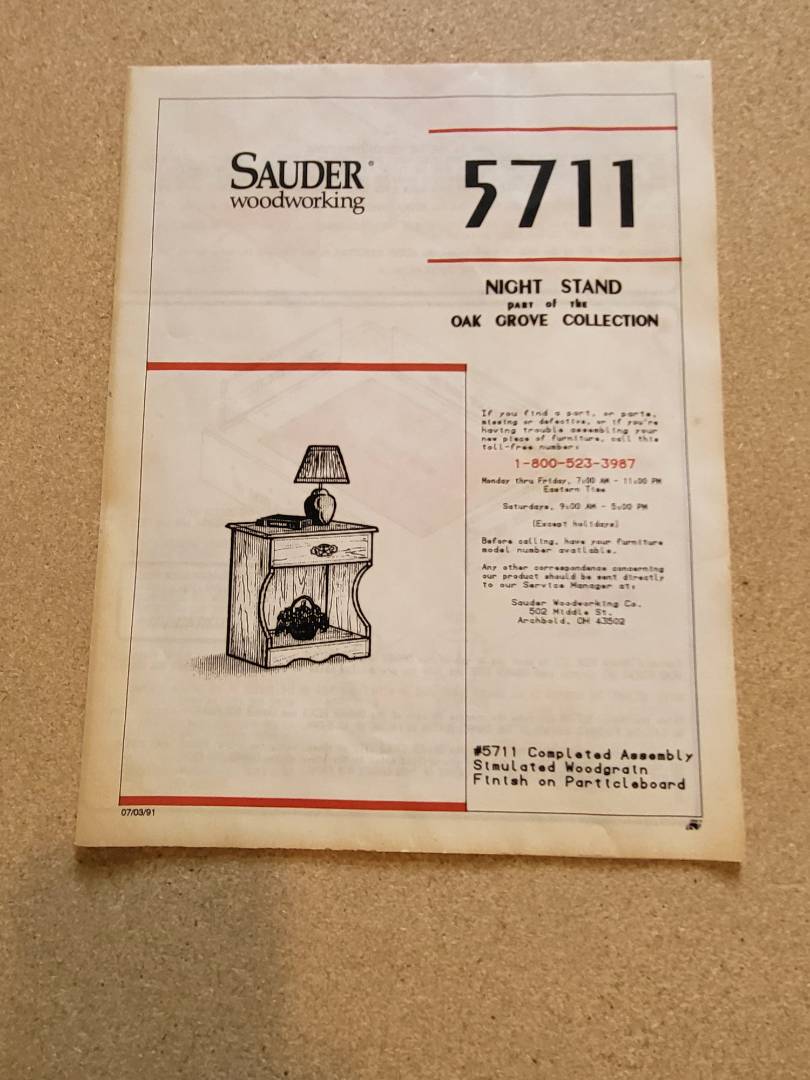 SAUDER®
woodworking
5711
NIGHT STAND
PART of the
OAK GROVE COLLECTION
If you find a part, or parts,
missing or defective, or if you're
having trouble assembling your
new piece of furniture, call this
toll-free number:
1-800-523-3987
Monday thru Friday, 7:00 AM - 11:00 PM
Eastern Time
Saturdays, 9:00 AM - 5:00 PM
(Except holidays)
Before calling, have your furniture
model number available.
Any other correspondence concerning
our product should be sent directly
to our Service Manager at:
Sauder Woodworking Co.
502 Middle St.
Archbold, OH 43502
#5711 Completed Assembly
Simulated Woodgrain
Finish on Particleboard
07/03/91